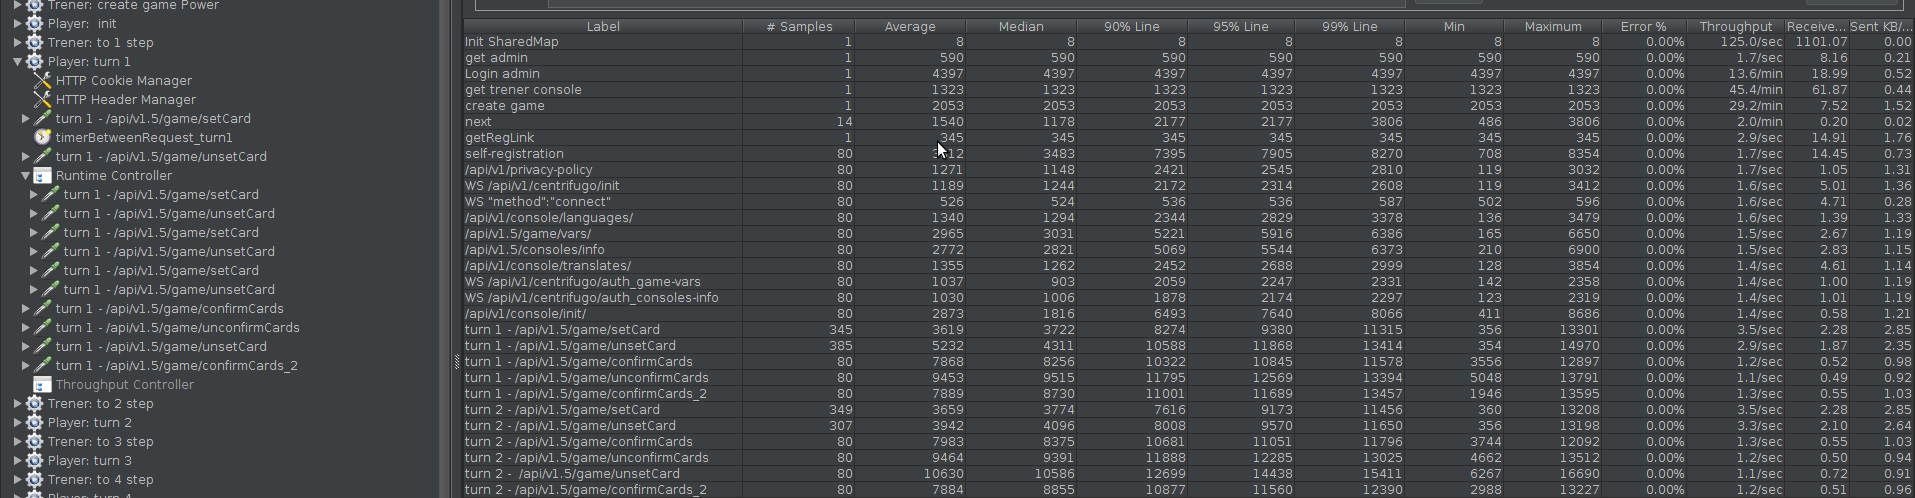 Trener: create game Power
Player: init
Trener: to 1 step
Player: turn 1
HTTP Cookie Manager
HTTP Header Manager
turn 1 - /api/v1.5/game/setCard
timerBetweenRequest_turn1
turn 1 - /api/v1.5/game/unsetCard
Runtime Controller
turn 1 - /api/v1.5/game/setCard
turn 1 - /api/v1.5/game/unsetCard
turn 1 - /api/v1.5/game/setCard
turn 1 - /api/v1.5/game/unsetCard
turn 1 - /api/v1.5/game/setCard
turn 1 - /api/v1.5/game/unsetCard
turn 1 - /api/v1.5/game/confirmCards
turn 1 - /api/v1.5/game/unconfirmCards
turn 1 - /api/v1.5/game/unsetCard
turn 1 - /api/v1.5/game/confirmCards_2
Throughput Controller
Trener: to 2 step
Player: turn 2
Trener: to 3 step
Player: turn 3
Trener: to 4 step
Player: turn 4
Label # Samples Average Median 90% Line 95% Line 99% Line Min Maximum Error % Throughput Receive... Sent KB/...
Init SharedMap 1 8 8 8 8 8 8 8 0.00% 125.0/sec 1101.07 0.00
get admin 1 590 590 590 590 590 590 590 0.00% 1.7/sec 8.16 0.21
Login admin 1 4397 4397 4397 4397 4397 4397 4397 0.00% 13.6/min 18.99 0.52
get trener console 1 1323 1323 1323 1323 1323 1323 1323 0.00% 45.4/min 61.87 0.44
create game 1 2053 2053 2053 2053 2053 2053 2053 0.00% 29.2/min 7.52 1.52
next 14 1540 1178 2177 2177 3806 486 3806 0.00% 2.0/min 0.20 0.02
getRegLink 1 345 345 345 345 345 345 345 0.00% 2.9/sec 14.91 1.76
self-registration 80 3483 7395 7905 8270 708 8354 0.00% 1.7/sec 14.45 0.73
/api/v1/privacy-policy 80 1271 1148 2421 2545 2810 119 3032 0.00% 1.7/sec 1.05 1.31
WS /api/v1/centrifugo/init 80 1189 1244 2172 2314 2608 119 3412 0.00% 1.6/sec 5.01 1.36
WS "method":"connect" 80 526 524 536 536 587 502 596 0.00% 1.6/sec 4.71 0.28
/api/v1/console/languages/ 80 1340 1294 2344 2829 3378 136 3479 0.00% 1.6/sec 1.39 1.33
/api/v1.5/game/vars/ 80 2965 3031 5221 5916 6386 165 6650 0.00% 1.5/sec 2.67 1.19
/api/v1.5/consoles/info 80 2772 2821 5069 5544 6373 210 6900 0.00% 1.5/sec 2.83 1.15
/api/v1/console/translates/ 80 1355 1262 2452 2688 2999 128 3854 0.00% 1.4/sec 4.61 1.14
WS /api/v1/centrifugo/auth_game-vars 80 1037 903 2059 2247 2331 142 2358 0.00% 1.4/sec 1.00 1.19
WS /api/v1/centrifugo/auth_consoles-info 80 1030 1006 1878 2174 2297 123 2319 0.00% 1.4/sec 1.01 1.19
/api/v1/console/init/ 80 2873 1816 6493 7640 8066 411 8686 0.00% 1.4/sec 0.58 1.21
turn 1 - /api/v1.5/game/setCard 345 3619 3722 8274 9380 11315 356 13301 0.00% 3.5/sec 2.28 2.85
turn 1 - /api/v1.5/game/unsetCard 385 5232 4311 10588 11868 13414 354 14970 0.00% 2.9/sec 1.87 2.35
turn 1 - /api/v1.5/game/confirmCards 80 7868 8256 10322 10845 11578 3556 12897 0.00% 1.2/sec 0.52 0.98
turn 1 - /api/v1.5/game/unconfirmCards 80 9453 9515 11795 12569 13394 5048 13791 0.00% 1.1/sec 0.49 0.92
turn 1 - /api/v1.5/game/confirmCards_2 80 7889 8730 11001 11689 13457 1946 13595 0.00% 1.3/sec 0.55 1.03
turn 2 - /api/v1.5/game/setCard 349 3659 3774 7616 9173 11456 360 13208 0.00% 3.5/sec 2.28 2.85
turn 2 - /api/v1.5/game/unsetCard 307 3942 4096 8008 9570 11650 356 13198 0.00% 3.3/sec 2.10 2.64
turn 2 - /api/v1.5/game/confirmCards 80 7983 8375 10681 11051 11796 3744 12092 0.00% 1.3/sec 0.55 1.03
turn 2 - /api/v1.5/game/unconfirmCards 80 9464 9391 11888 12285 13025 4662 13512 0.00% 1.2/sec 0.50 0.94
turn 2 - /api/v1.5/game/unsetCard 80 10630 10586 12699 14438 15411 6267 16690 0.00% 1.1/sec 0.72 0.91
turn 2 - /api/v1.5/game/confirmCards_2 80 7884 8855 10877 11560 12390 2988 13227 0.00% 1.2/sec 0.51 0.96